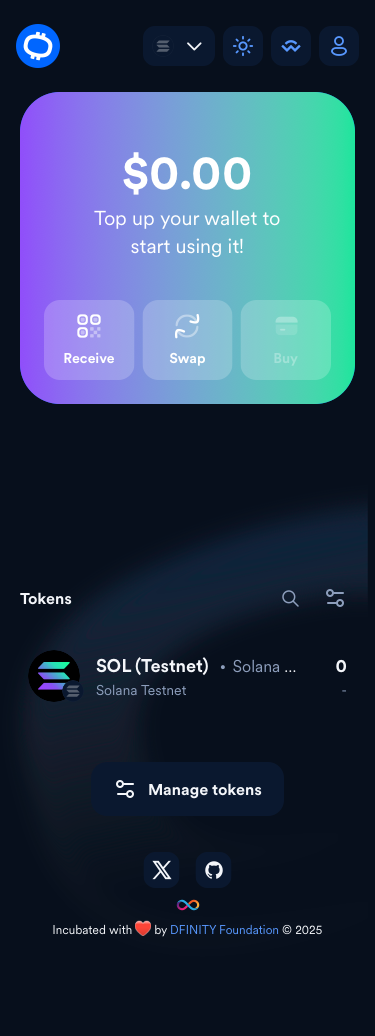 $0.00
Top up your wallet to
start using it!
Receive Swap Buy
Tokens
SOL (Testnet) • Solana ... 0
Solana Testnet -
Manage tokens
Incubated with ❤️ by DFINITY Foundation © 2025